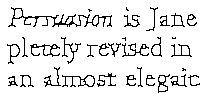 Persuasion is Jane
pletely revised in
an almost elegaic